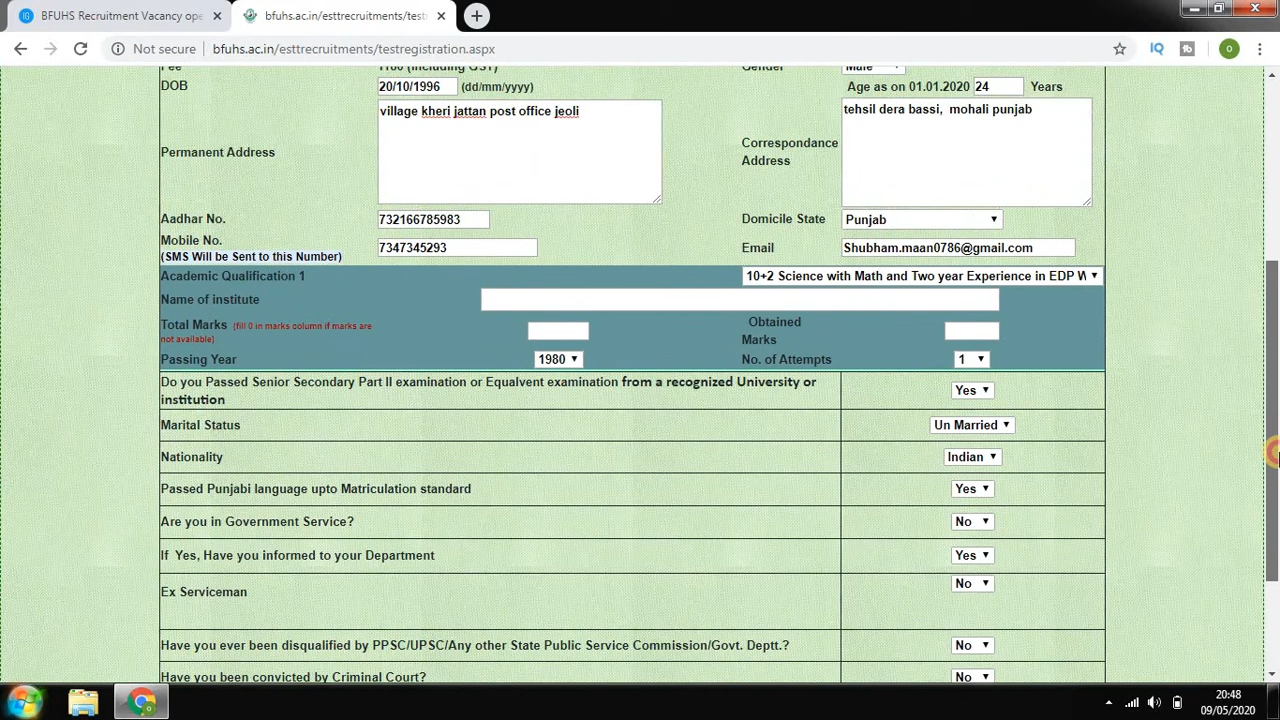 BFUHS Recruitment Vacancy ope
bfuhs.ac.in/esttrecruitments/test
Not secure
bfuhs.ac.in/esttrecruitments/testregistration.aspx
Fee 1180 (Including GST) Gender Male
DOB 20/10/1996 (dd/mm/yyyy) Age as on 01.01.2020 24 Years
Permanent Address village kheri jattan post office jeoli
Correspondance
Address
tehsil dera bassi, mohali punjab
Aadhar No. 732166785983 Domicile State Punjab
Mobile No.
(SMS Will be Sent to this Number)
7347345293 Email Shubham.maan0786@gmail.com
Academic Qualification 1 10+2 Science with Math and Two year Experience in EDP W
Name of institute
Total Marks (fill 0 in marks column if marks are
not available)
Obtained
Marks
Passing Year 1980 No. of Attempts 1
Do you Passed Senior Secondary Part II examination or Equalvent examination from a recognized University or
institution
Yes
Marital Status Un Married
Nationality Indian
Passed Punjabi language upto Matriculation standard Yes
Are you in Government Service? No
If Yes, Have you informed to your Department Yes
Ex Serviceman No
Have you ever been disqualified by PPSC/UPSC/Any other State Public Service Commission/Govt. Deptt.? No
Have you been convicted by Criminal Court? No
20:48
09/05/2020